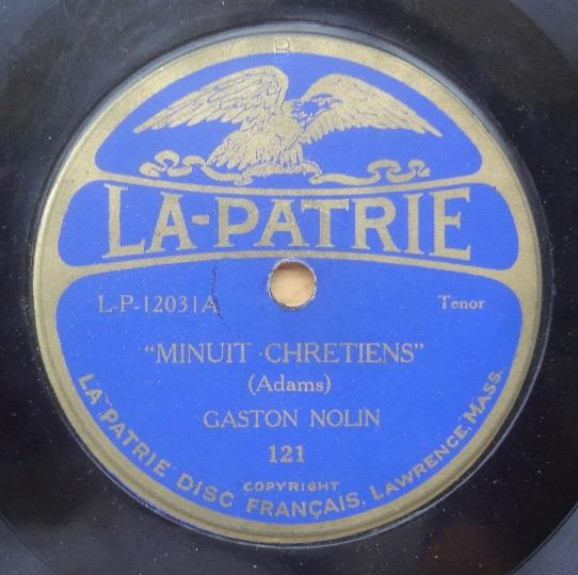 B
LA-PATRIE
L-P-12031A Tenor
"MINUIT CHRETIENS"
(Adams)
GASTON NOLIN
121
COPYRIGHT
LA PATRIE DISC FRANÇAIS, LAWRENCE, MASS.